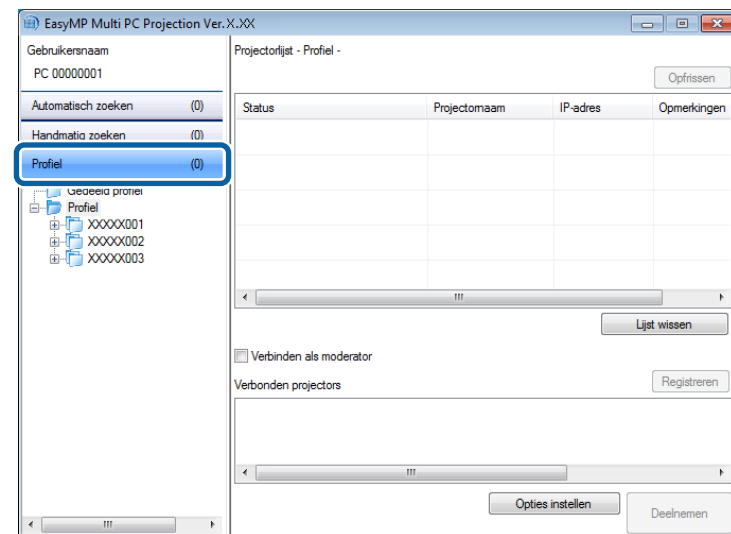 EasyMP Multi PC Projection Ver.X.XX
Gebruikersnaam
PC 00000001
Automatisch zoeken (0)
Handmatig zoeken (0)
Profiel (0)
Gedeeld profiel
Profiel
XXXXX001
XXXXX002
XXXXX003
Projectorlijst - Profiel -
Opfrissen
Status Projectornaam IP-adres Opmerkingen
Lijst wissen
Verbinden als moderator
Verbonden projectors Registreren
Opties instellen Deelnemen